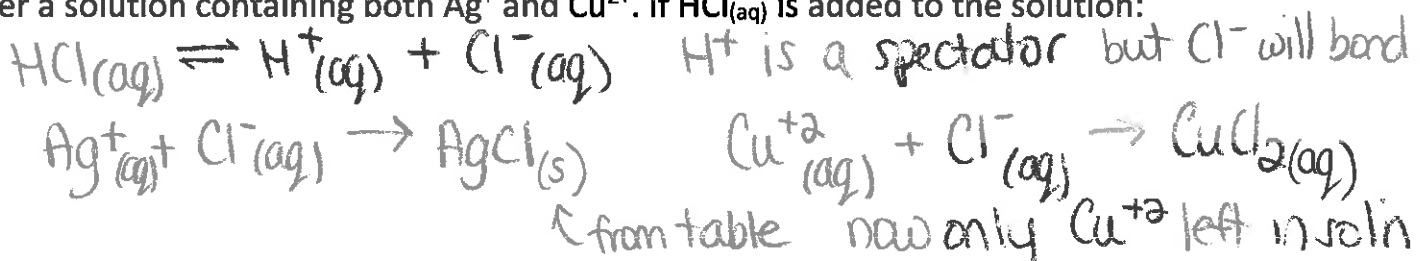 er a solution containing both Ag⁺ and Cu²⁺. If HCl(aq) is added to the solution:
HCl(aq) ⇌ H⁺(aq) + Cl⁻(aq) H+ is a spectator but Cl⁻ will bond
Ag⁺(aq) + Cl⁻(aq) → AgCl(s) Cu⁺²(aq) + Cl⁻(aq) → CuCl₂(aq)
↖ from table now only Cu⁺² left in soln